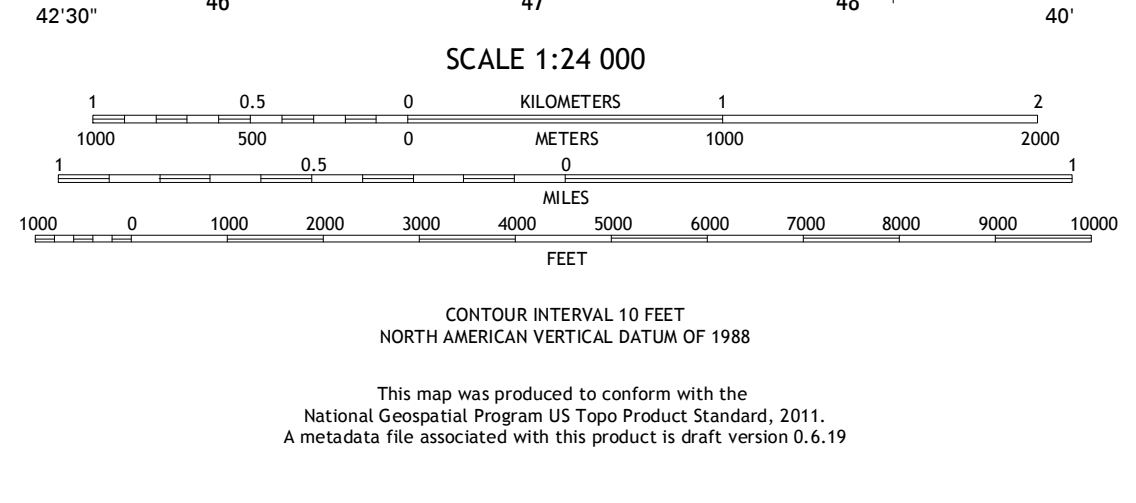 46 47 48
42'30" 40'
SCALE 1:24 000
1 0.5 0 KILOMETERS 1 2
1000 500 0 METERS 1000 2000
1 0.5 0 1
MILES
1000 0 1000 2000 3000 4000 5000 6000 7000 8000 9000 10000
FEET
CONTOUR INTERVAL 10 FEET
NORTH AMERICAN VERTICAL DATUM OF 1988
This map was produced to conform with the
National Geospatial Program US Topo Product Standard, 2011.
A metadata file associated with this product is draft version 0.6.19